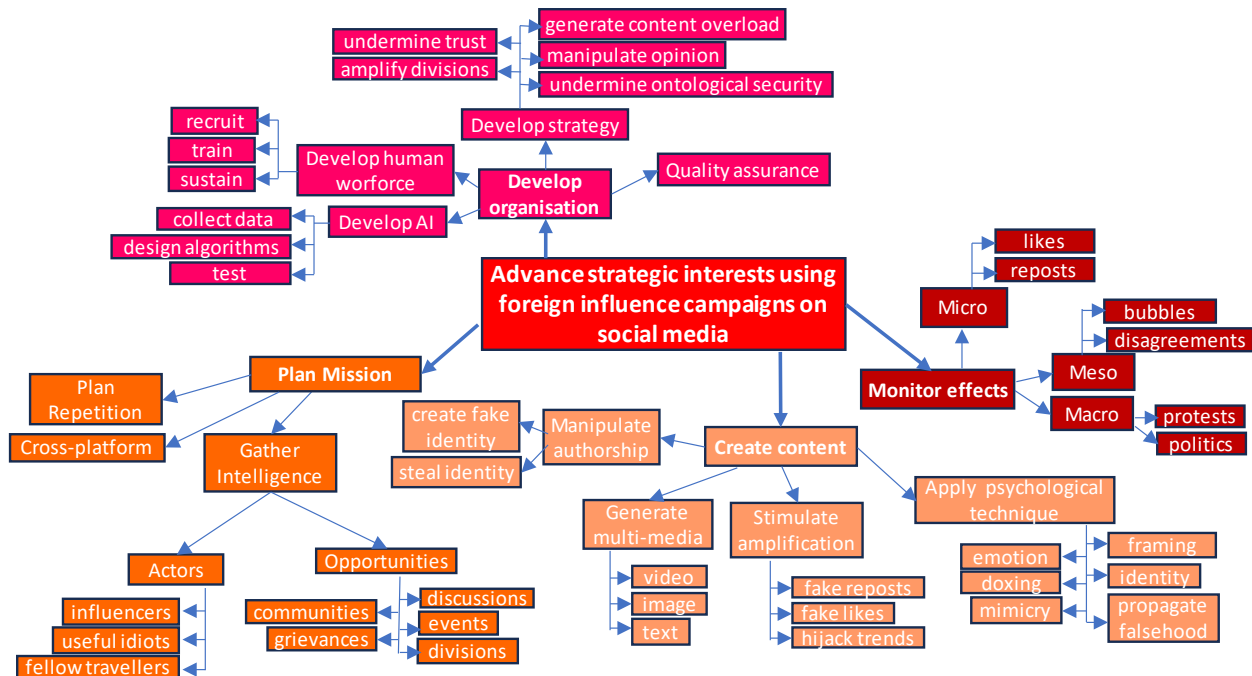 generate content overload
undermine trust
manipulate opinion
amplify divisions
undermine ontological security
Develop strategy
recruit
train
sustain
Develop human
worforce
Quality assurance
Develop
organisation
collect data
Develop AI
design algorithms
test
Advance strategic interests using
foreign influence campaigns on
social media
likes
reposts
Micro
bubbles
disagreements
Monitor effects
Meso
Macro
protests
politics
Plan Mission
Plan
Repetition
Cross-platform
Gather
Intelligence
Actors
influencers
useful idiots
fellow travellers
Opportunities
communities
grievances
discussions
events
divisions
create fake
identity
steal identity
Manipulate
authorship
Create content
Generate
multi-media
video
image
text
Stimulate
amplification
fake reposts
fake likes
hijack trends
Apply psychological
technique
emotion
doxing
mimicry
framing
identity
propagate
falsehood